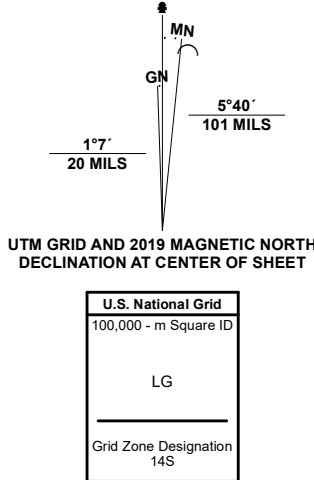 MN
GN
5°40´
101 MILS
1°7´
20 MILS
UTM GRID AND 2019 MAGNETIC NORTH
DECLINATION AT CENTER OF SHEET
U.S. National Grid
100,000 - m Square ID
LG
Grid Zone Designation
14S